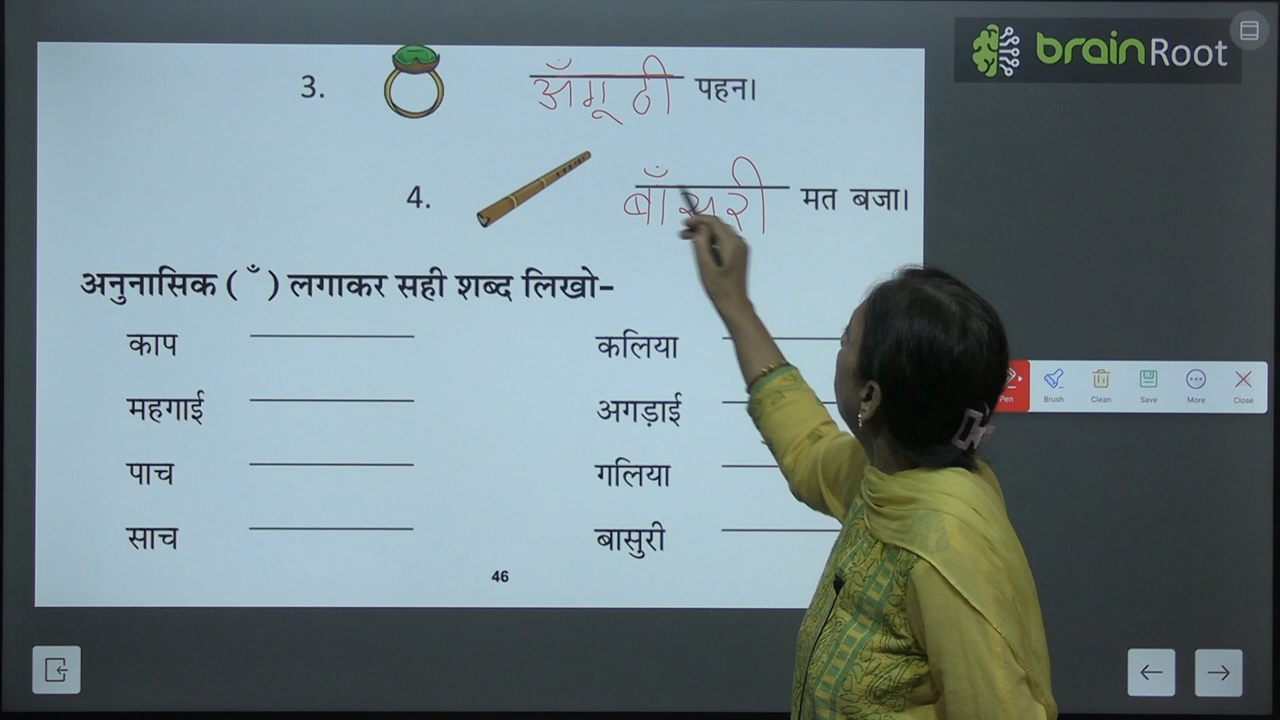 brainRoot
3. अँगूठी पहन।
4. बाँसुरी मत बजा।
अनुनासिक ( ँ ) लगाकर सही शब्द लिखो-
काप कलिया
महगाई अगड़ाई
पाच गलिया
साच बासुरी
46
Pen Brush Clean Save More Close